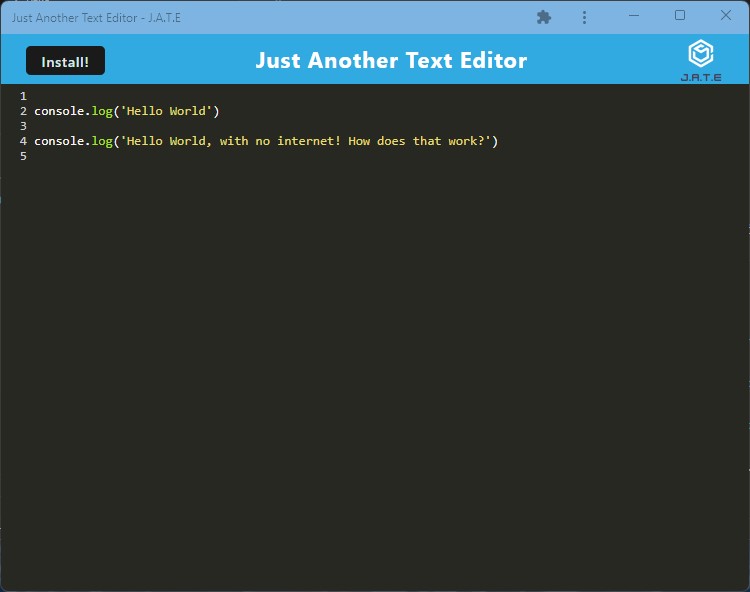 Just Another Text Editor - J.A.T.E
Install!
Just Another Text Editor
J.A.T.E
1
2 console.log('Hello World')
3
4 console.log('Hello World, with no internet! How does that work?')
5